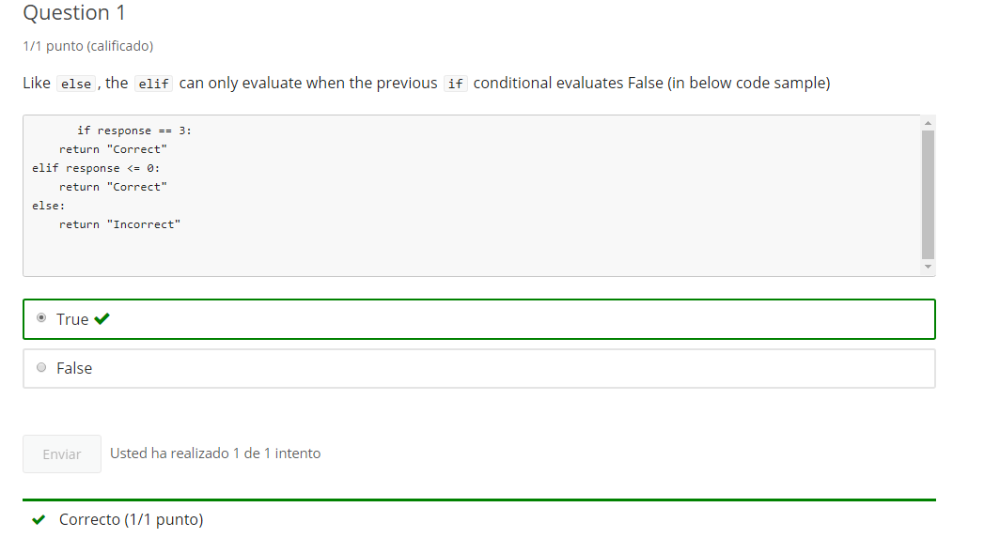 Question 1
1/1 punto (calificado)
Like else , the elif can only evaluate when the previous if conditional evaluates False (in below code sample)
if response == 3:
return "Correct"
elif response <= 0:
return "Correct"
else:
return "Incorrect"
True
False
Enviar
Usted ha realizado 1 de 1 intento
Correcto (1/1 punto)